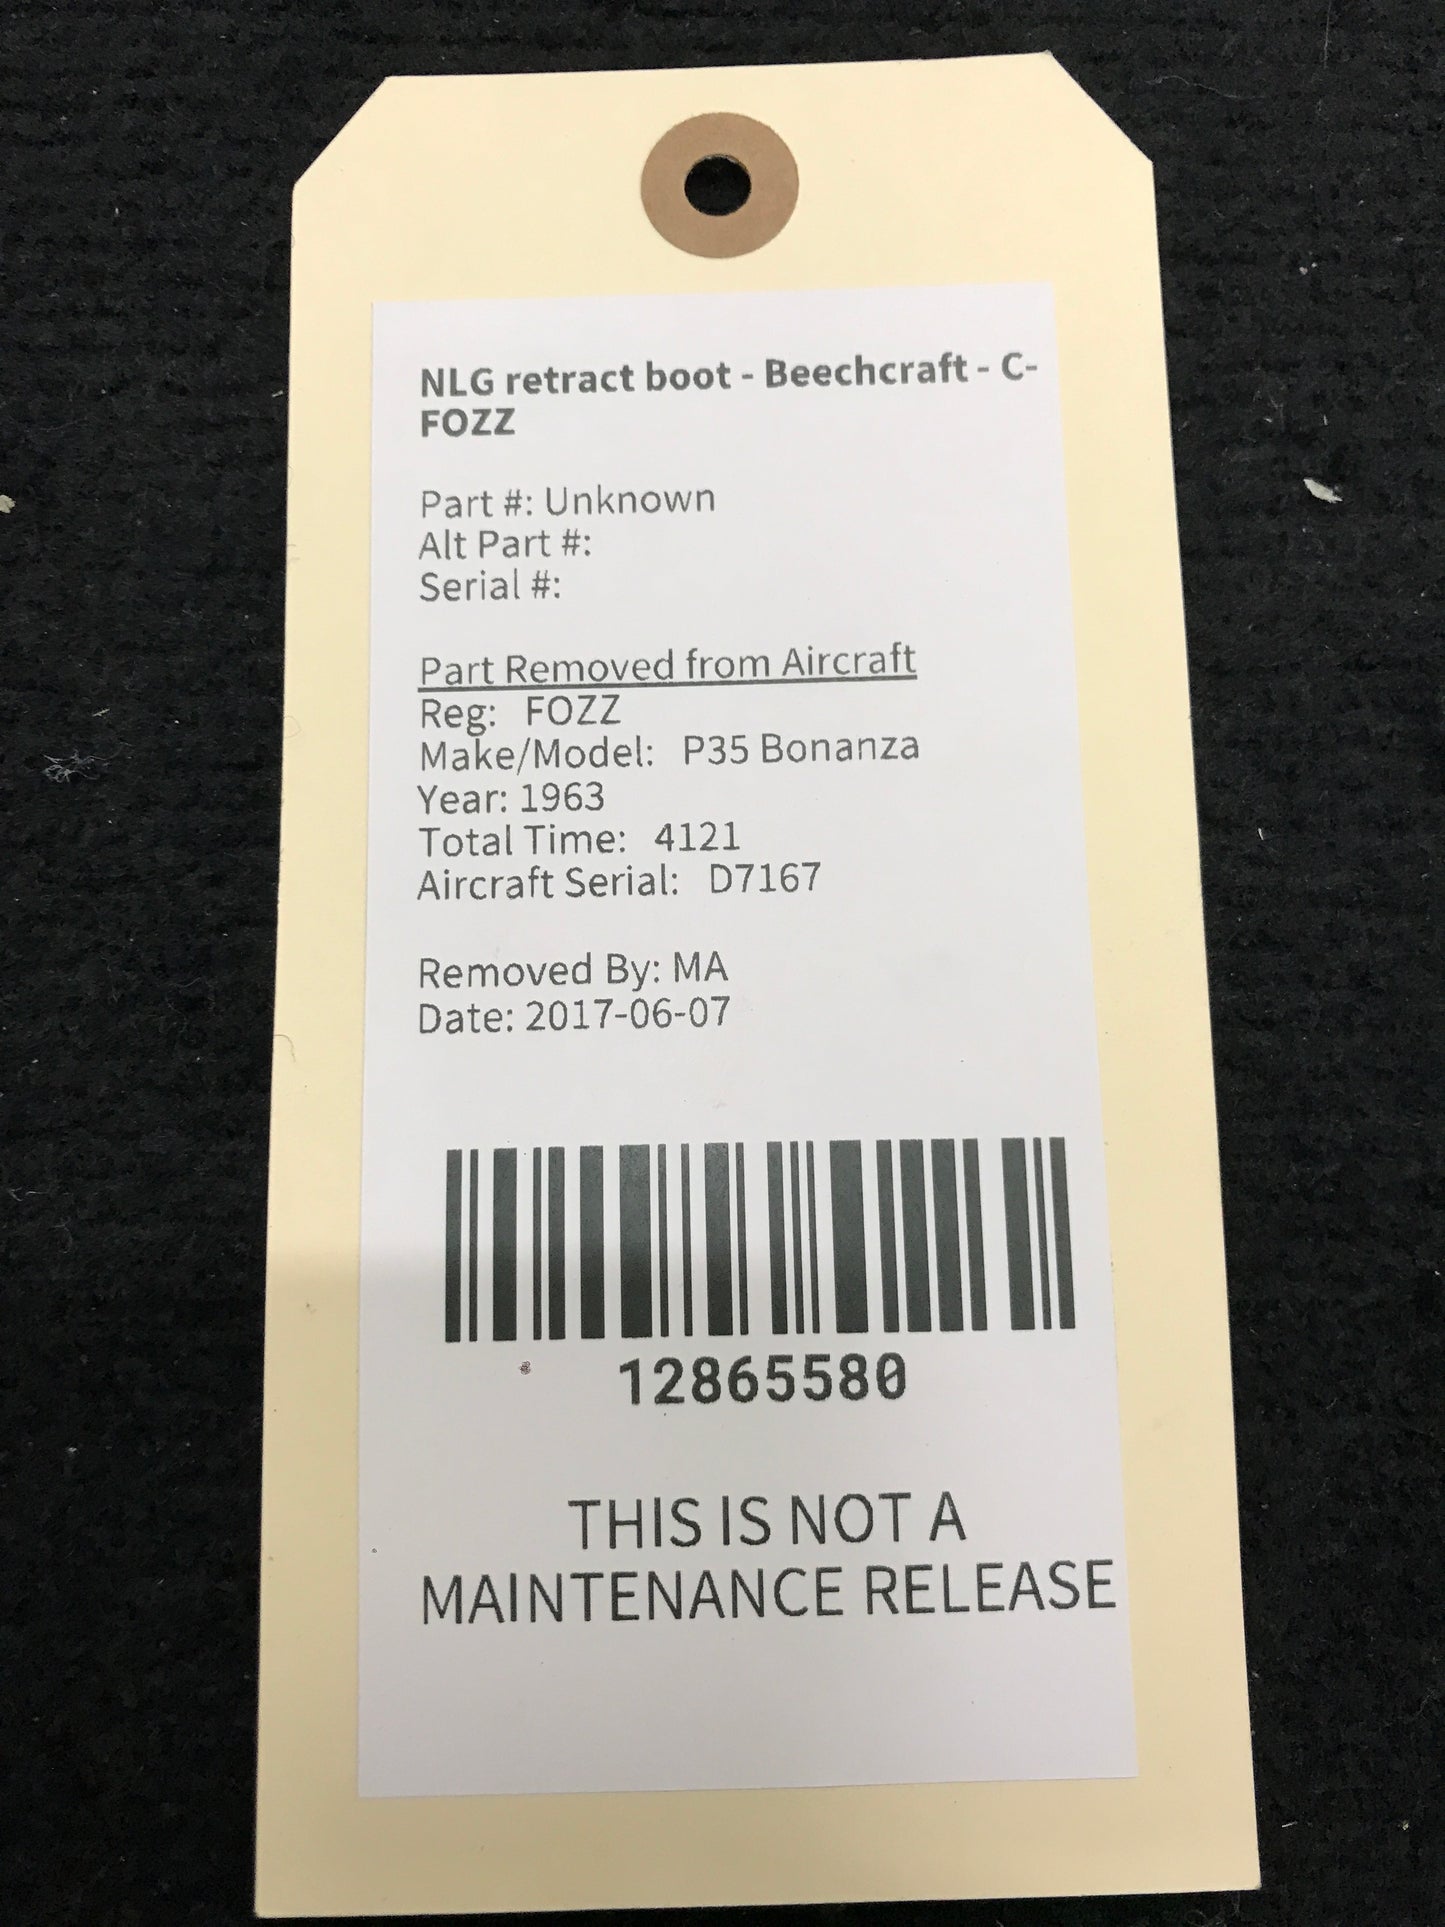 NLG retract boot - Beechcraft - C-
FOZZ
Part #: Unknown
Alt Part #:
Serial #:
Part Removed from Aircraft
Reg: FOZZ
Make/Model: P35 Bonanza
Year: 1963
Total Time: 4121
Aircraft Serial: D7167
Removed By: MA
Date: 2017-06-07
12865580
THIS IS NOT A
MAINTENANCE RELEASE